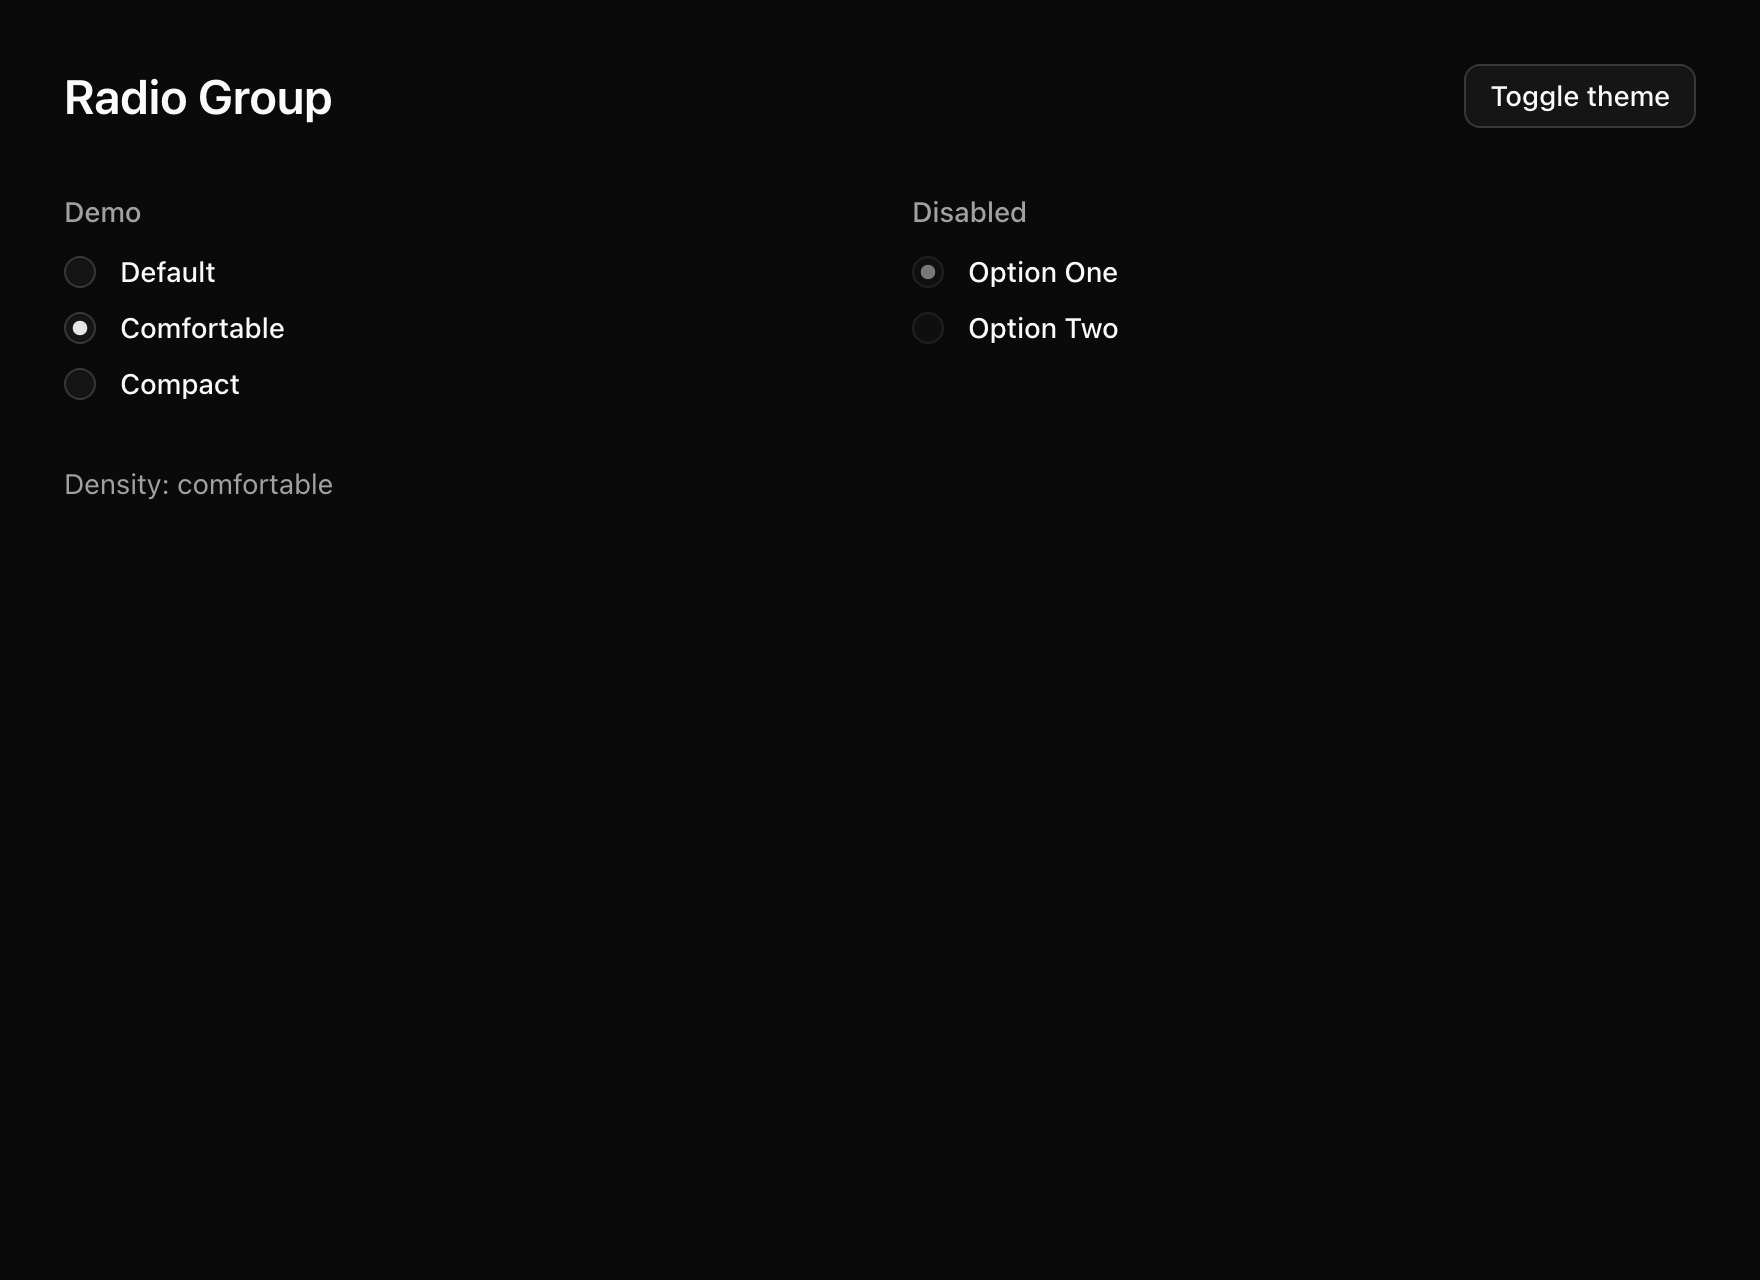 Radio Group
Toggle theme
Demo
Default
Comfortable
Compact
Density: comfortable
Disabled
Option One
Option Two